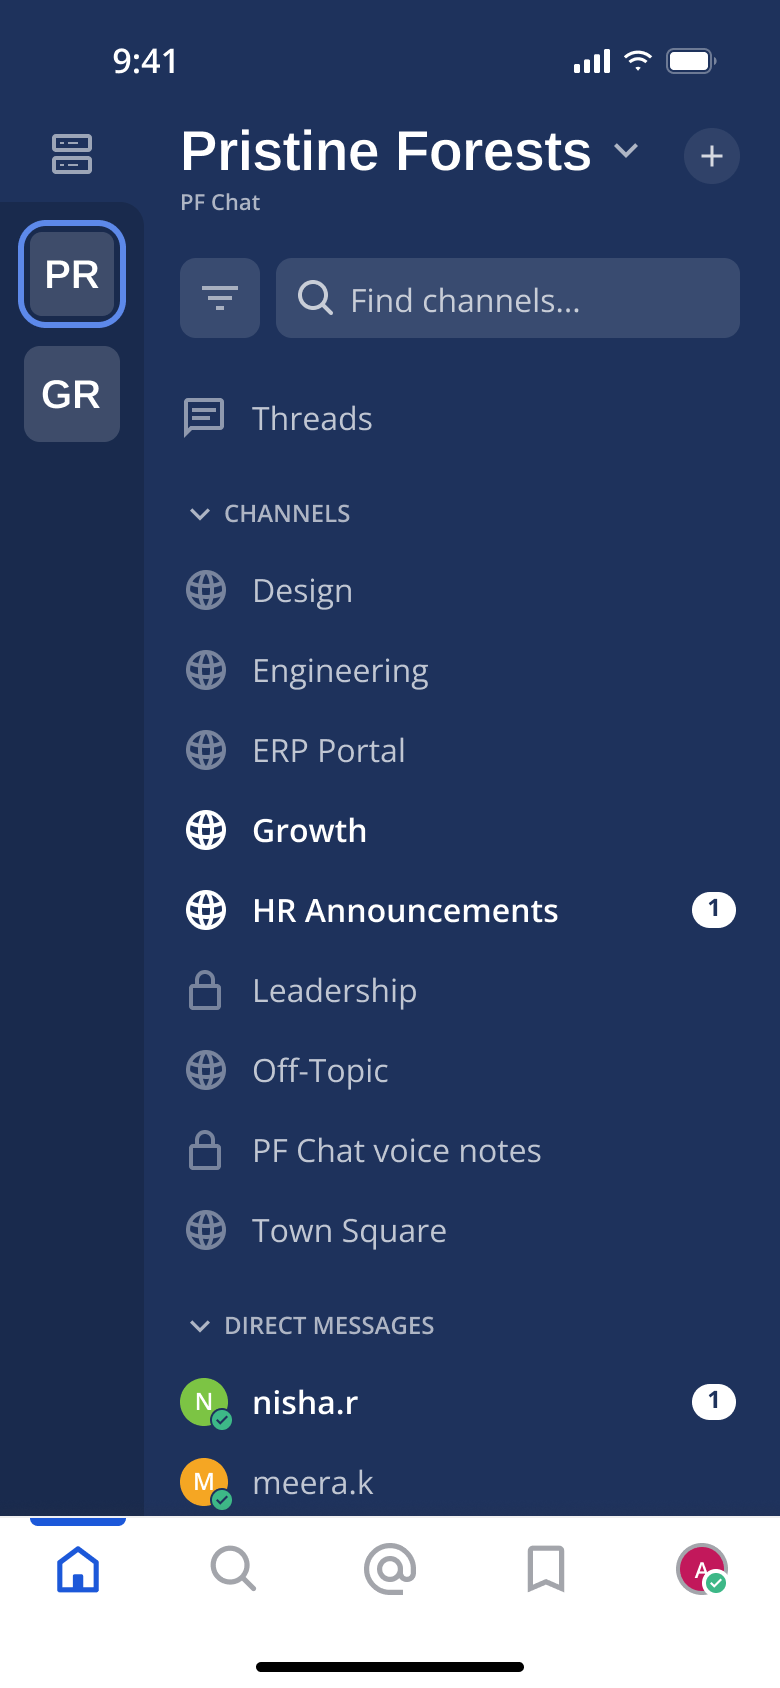 9:41
Pristine Forests
PF Chat
PR
GR
Find channels...
Threads
CHANNELS
Design
Engineering
ERP Portal
Growth
HR Announcements 1
Leadership
Off-Topic
PF Chat voice notes
Town Square
DIRECT MESSAGES
N nisha.r 1
M meera.k
A